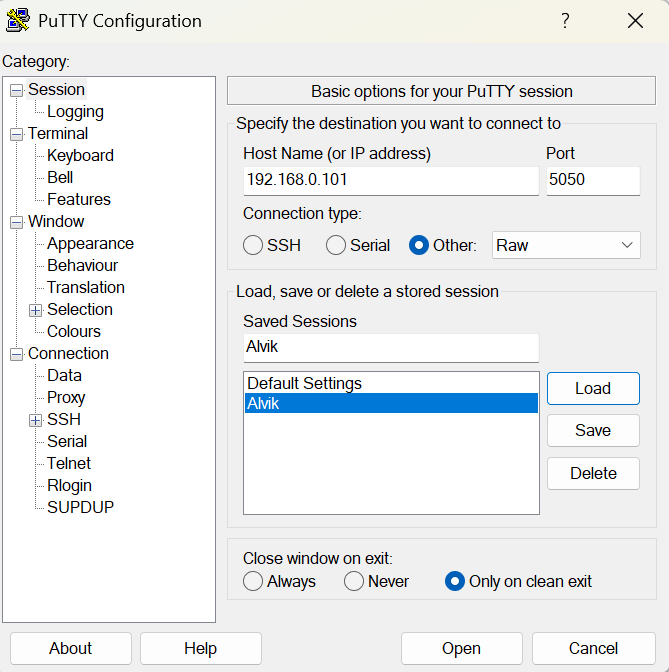 PuTTY Configuration ?
Category:
Session
Logging
Terminal
Keyboard
Bell
Features
Window
Appearance
Behaviour
Translation
Selection
Colours
Connection
Data
Proxy
SSH
Serial
Telnet
Rlogin
SUPDUP
Basic options for your PuTTY session
Specify the destination you want to connect to
Host Name (or IP address) Port
192.168.0.101 5050
Connection type:
SSH Serial Other: Raw
Load, save or delete a stored session
Saved Sessions
Alvik
Default Settings
Alvik
Load
Save
Delete
Close window on exit:
Always Never Only on clean exit
About Help Open Cancel